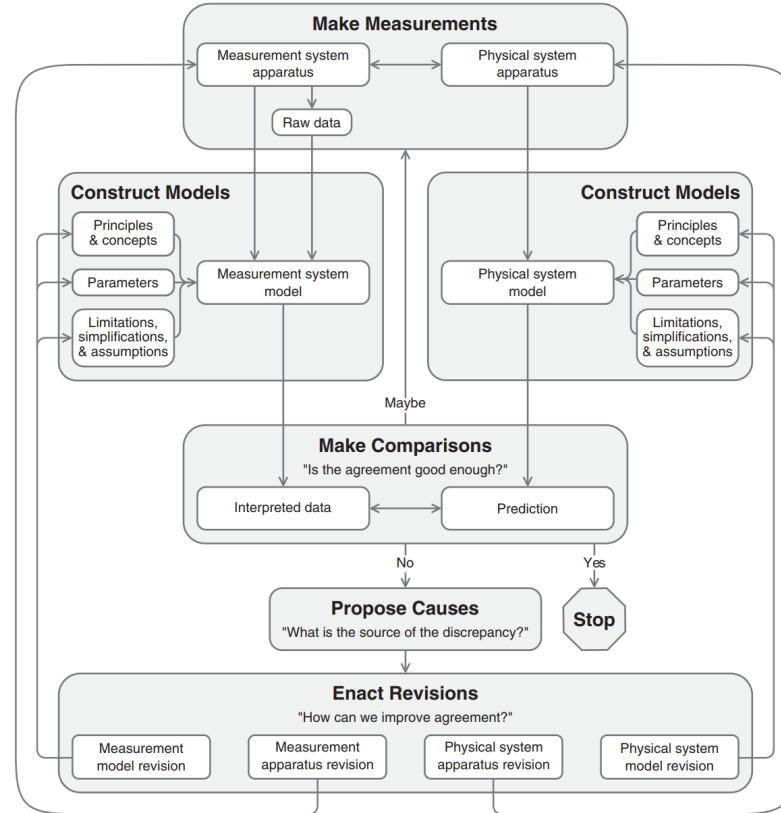 Make Measurements
Measurement system
apparatus
Physical system
apparatus
Raw data
Construct Models
Principles
& concepts
Parameters
Limitations,
simplifications,
& assumptions
Measurement system
model
Construct Models
Physical system
model
Principles
& concepts
Parameters
Limitations,
simplifications,
& assumptions
Maybe
Make Comparisons
"Is the agreement good enough?"
Interpreted data
Prediction
No
Yes
Propose Causes
"What is the source of the discrepancy?"
Stop
Enact Revisions
"How can we improve agreement?"
Measurement
model revision
Measurement
apparatus revision
Physical system
apparatus revision
Physical system
model revision